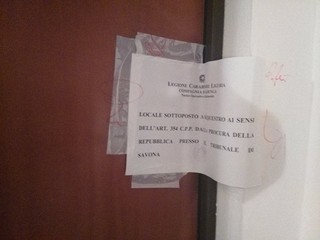 LEGIONE CARABINIERI LIGURIA
LOCALE SOTTOPOSTO A SEQUESTRO AI SENSI
DELL'ART. 354 C.P.P. DALLA PROCURA DELLA
REPUBBLICA PRESSO IL TRIBUNALE DI
SAVONA